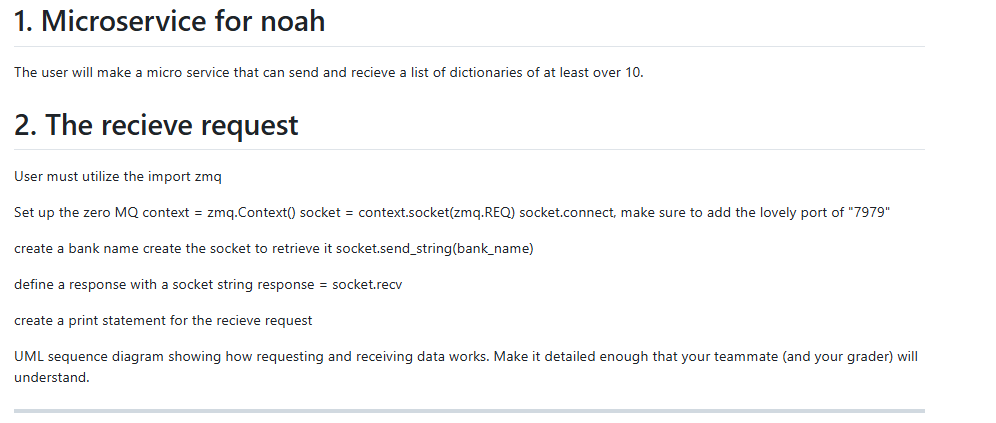 1. Microservice for noah
The user will make a micro service that can send and recieve a list of dictionaries of at least over 10.
2. The recieve request
User must utilize the import zmq
Set up the zero MQ context = zmq.Context() socket = context.socket(zmq.REQ) socket.connect, make sure to add the lovely port of "7979"
create a bank name create the socket to retrieve it socket.send_string(bank_name)
define a response with a socket string response = socket.recv
create a print statement for the recieve request
UML sequence diagram showing how requesting and receiving data works. Make it detailed enough that your teammate (and your grader) will
understand.